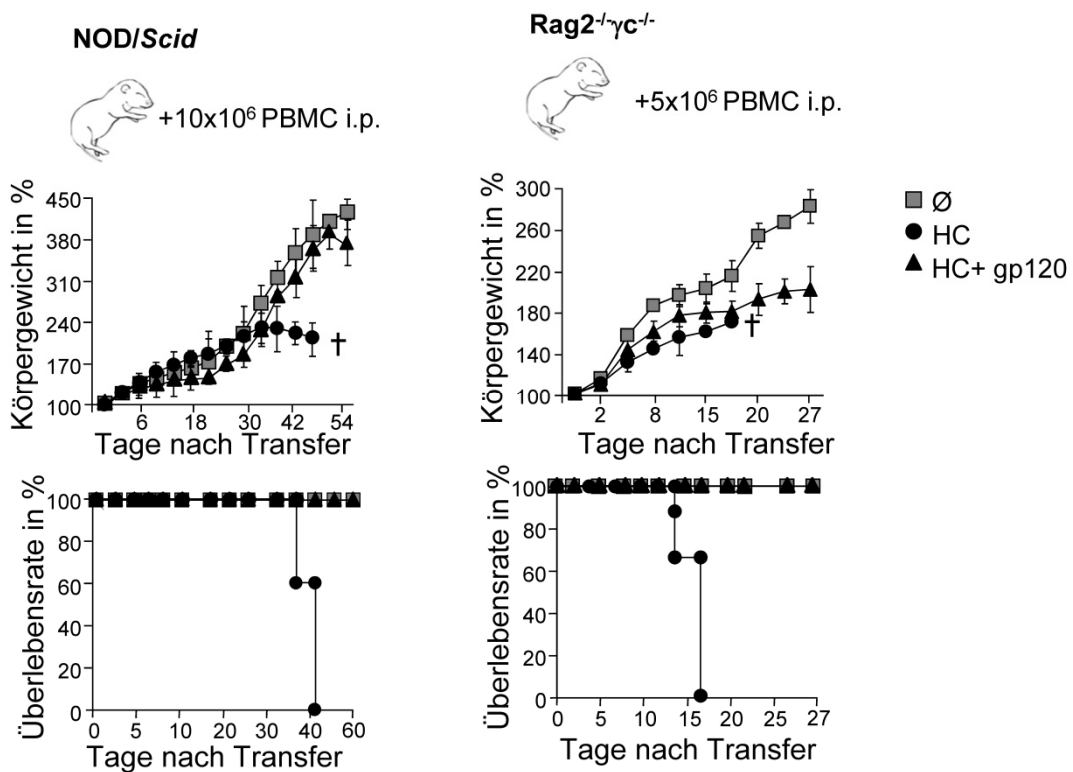 NOD/Scid
+10x10⁶ PBMC i.p.
Körpergewicht in %
450
380
310
240
170
100
6 18 30 42 54
†
Tage nach Transfer
Überlebensrate in %
100
80
60
40
20
0
0 5 10 15 20 30 40 60
Tage nach Transfer
Rag2⁻/⁻γc⁻/⁻
+5x10⁶ PBMC i.p.
Körpergewicht in %
300
260
220
180
140
100
2 8 15 20 27
†
Tage nach Transfer
Überlebensrate in %
100
80
60
40
20
0
0 5 10 15 20 25 27
Tage nach Transfer
Ø
HC
HC+ gp120